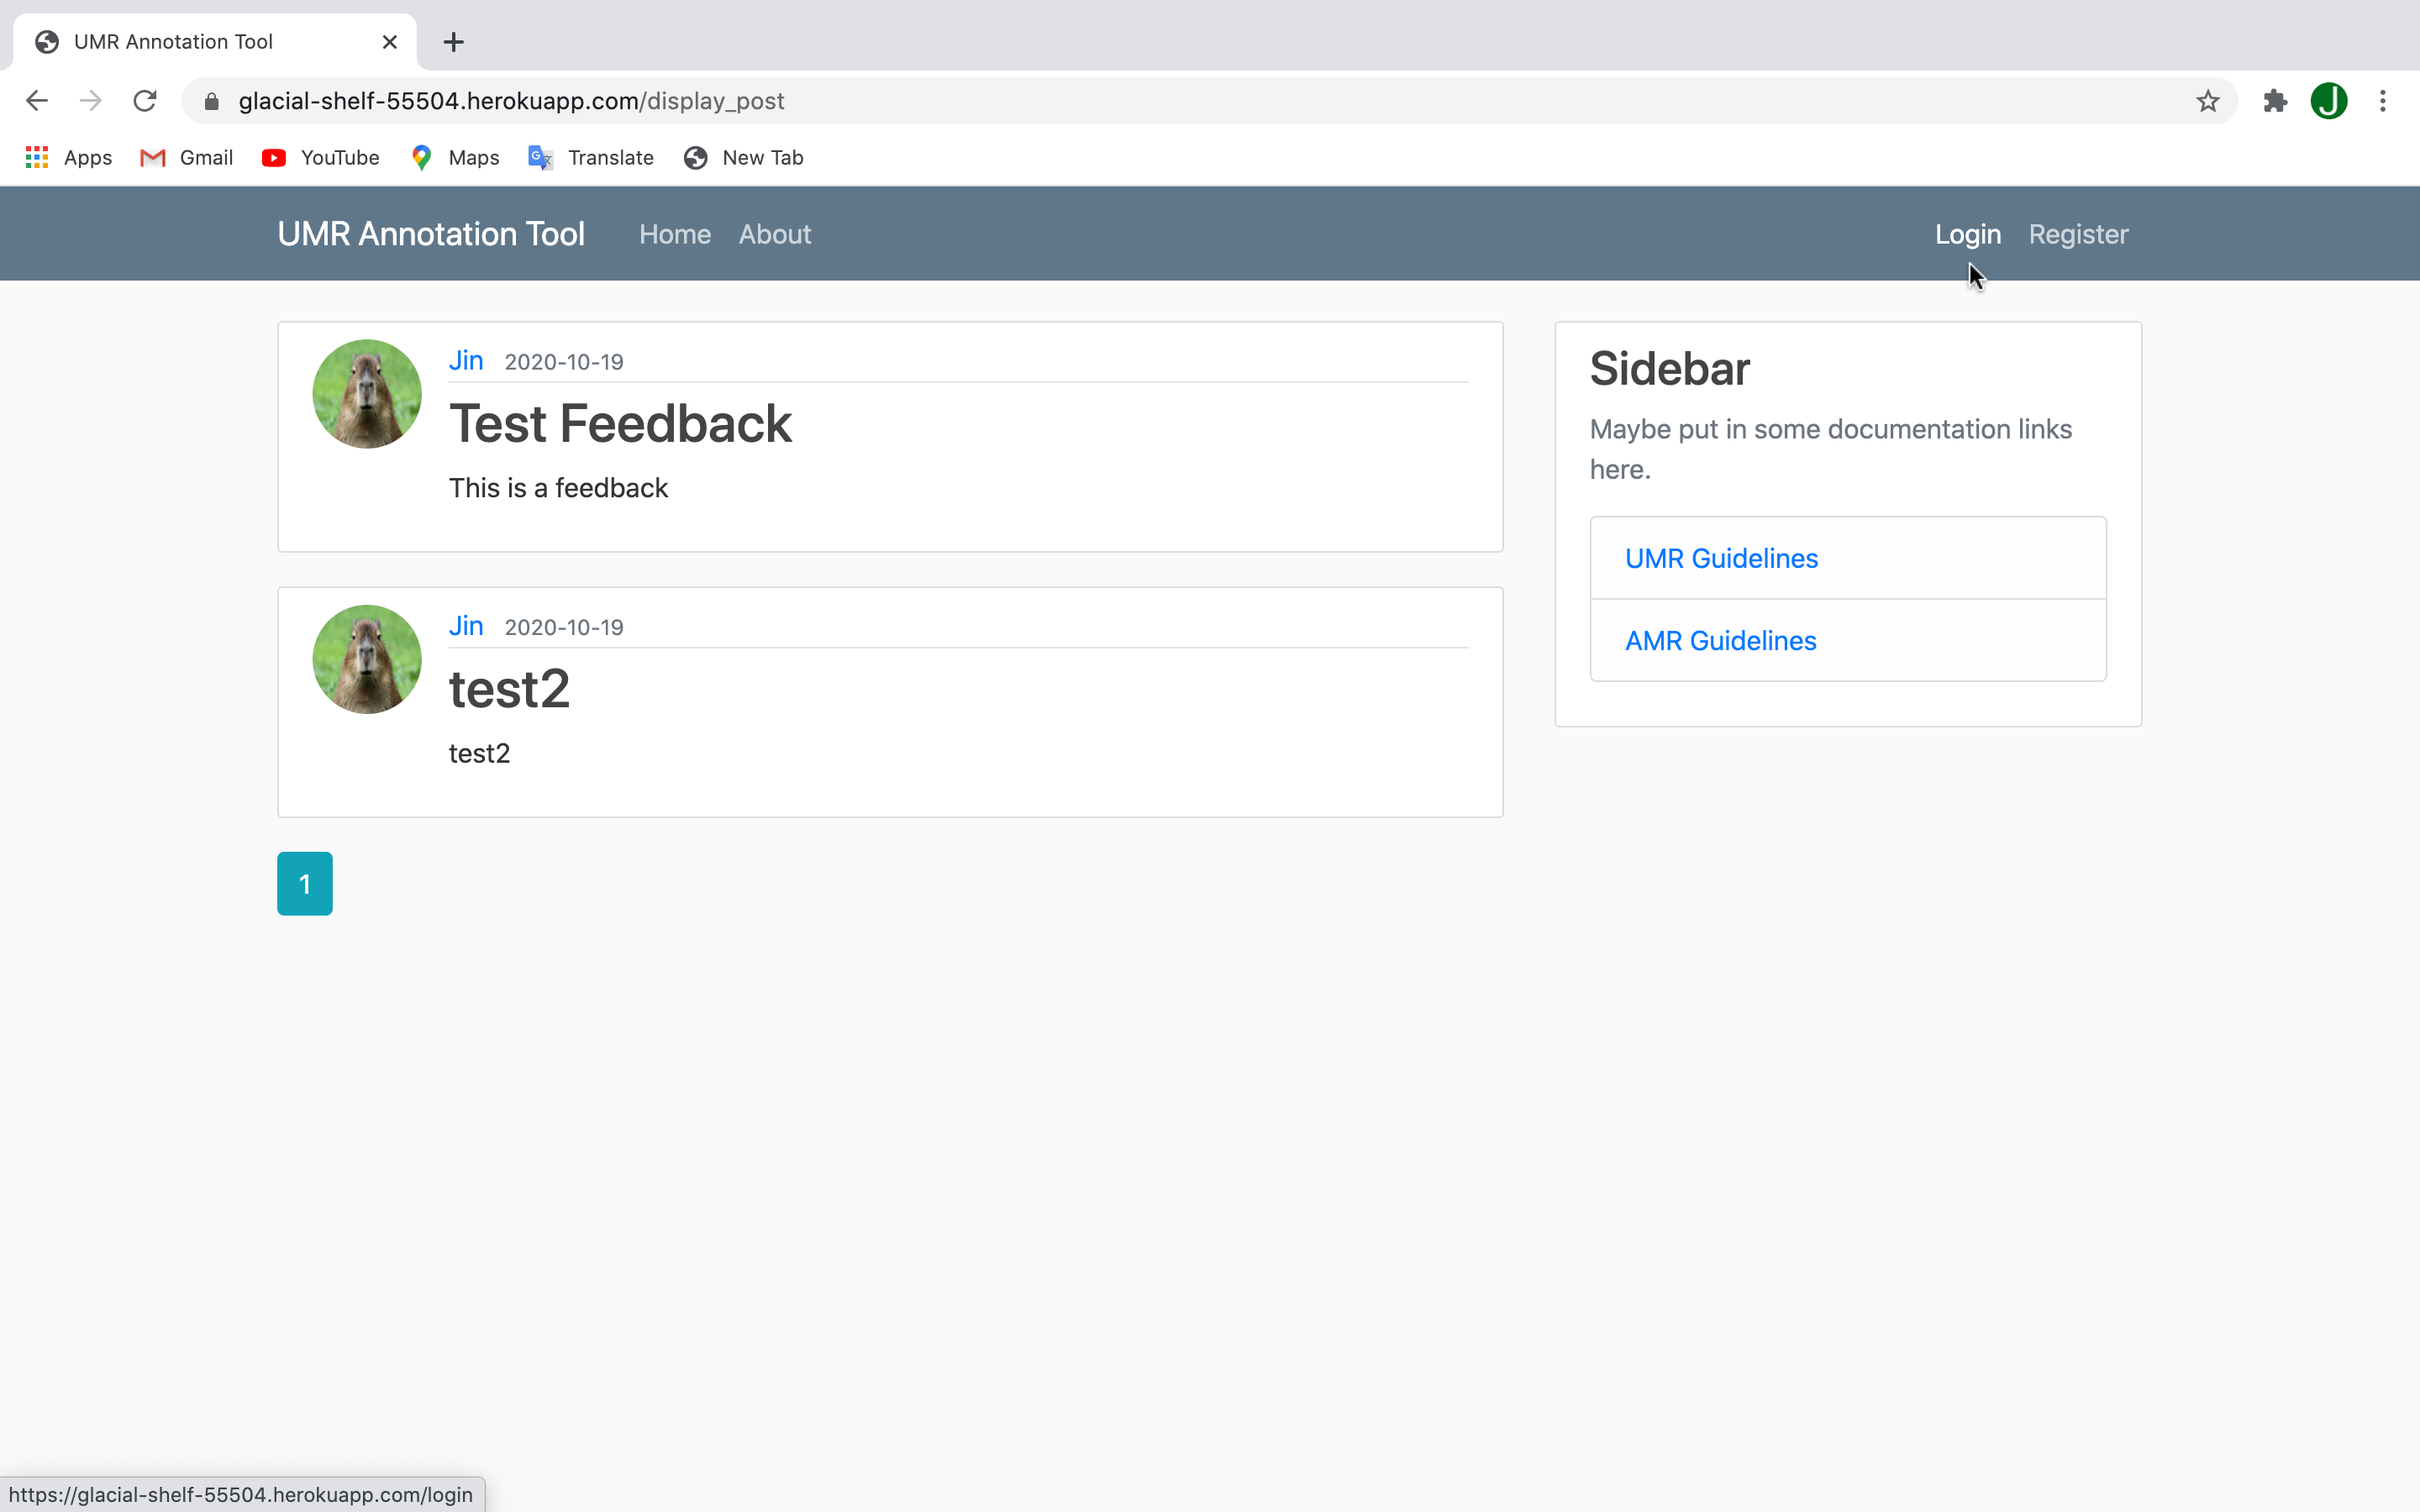 UMR Annotation Tool
glacial-shelf-55504.herokuapp.com/display_post
J
Apps Gmail YouTube Maps Translate New Tab
UMR Annotation Tool Home About Login Register
Jin 2020-10-19
Test Feedback
This is a feedback
Jin 2020-10-19
test2
test2
1
Sidebar
Maybe put in some documentation links
here.
UMR Guidelines
AMR Guidelines
https://glacial-shelf-55504.herokuapp.com/login